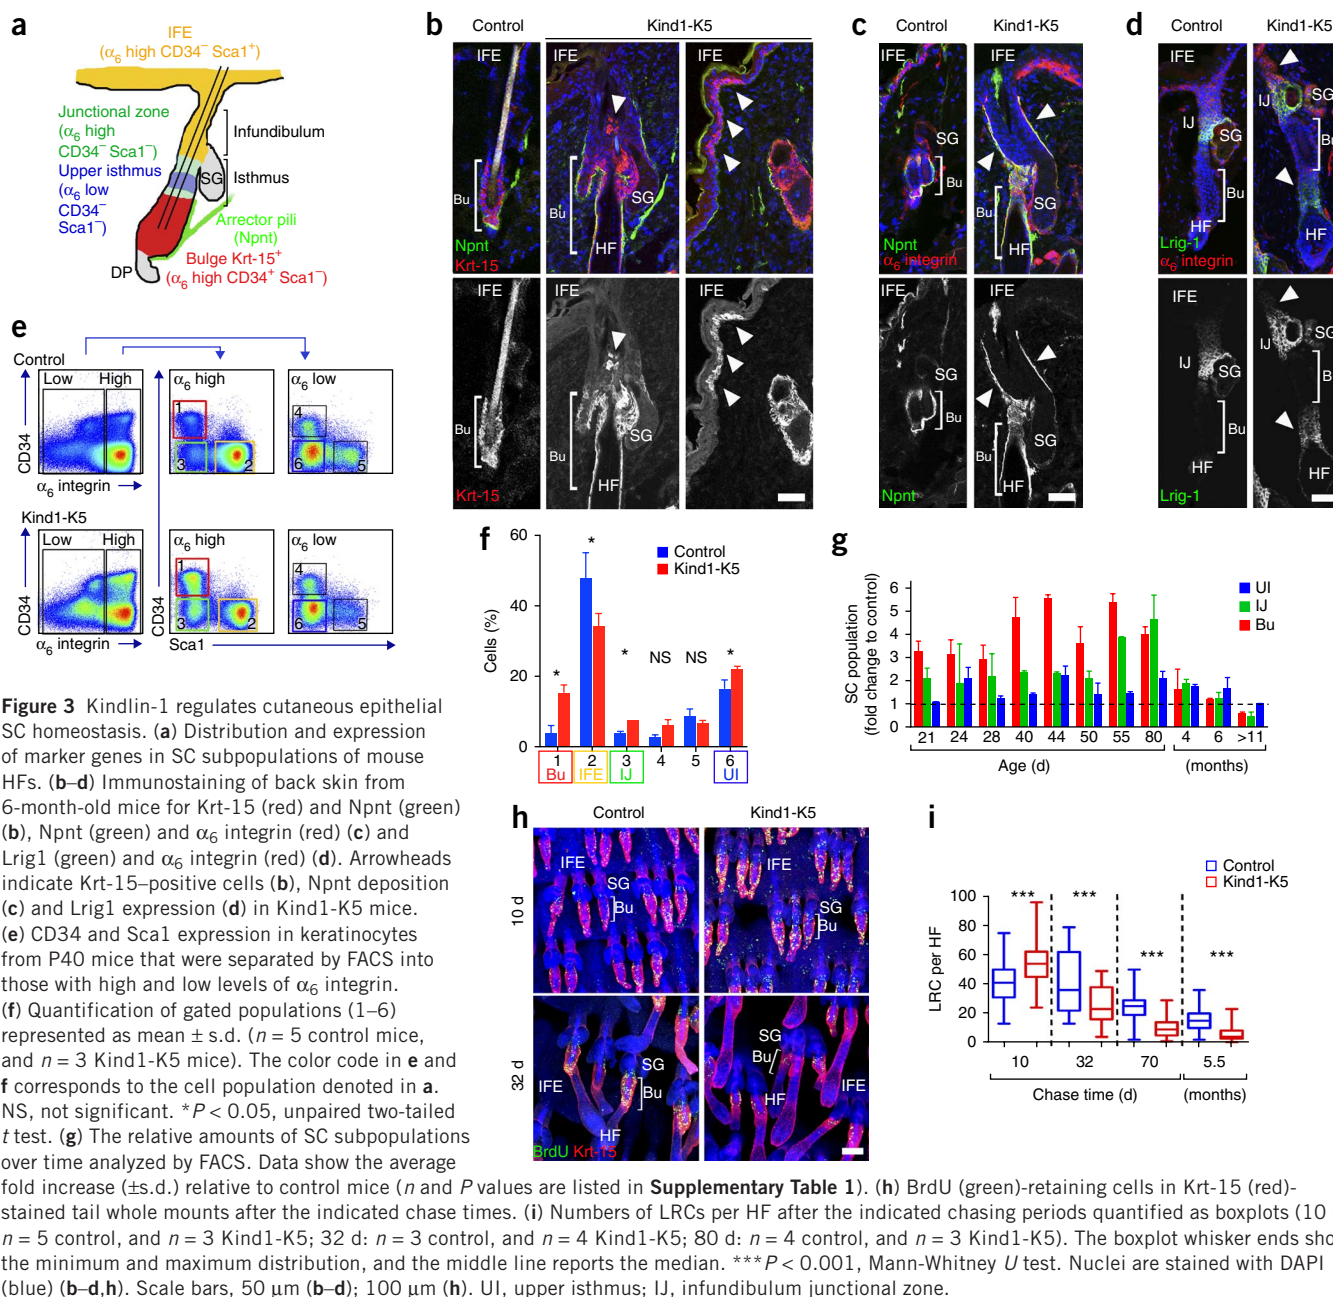 a
IFE
(α6 high CD34– Sca1+)
Junctional zone
(α6 high
CD34– Sca1–)
Upper isthmus
(α6 low
CD34–
Sca1–)
Infundibulum
SG
Isthmus
Arrector pili
(Npnt)
Bulge Krt-15+
(α6 high CD34+ Sca1–)
DP
b
Control
Kind1-K5
IFE
IFE
IFE
Bu
Bu
SG
HF
Npnt
Krt-15
IFE
IFE
IFE
Bu
Bu
SG
HF
Krt-15
c
Control
Kind1-K5
IFE
IFE
SG
Bu
Bu
SG
HF
Npnt
α6 integrin
IFE
IFE
SG
Bu
Bu
SG
HF
Npnt
d
Control
Kind1-K5
IFE
SG
IJ
IJ
SG
Bu
Bu
HF
HF
Lrig-1
α6 integrin
IFE
SG
IJ
IJ
SG
Bu
Bu
HF
HF
Lrig-1
e
Control
Low
High
α6 high
α6 low
1
2
3
4
5
6
CD34
CD34
α6 integrin
Kind1-K5
Low
High
α6 high
α6 low
1
2
3
4
5
6
CD34
α6 integrin
Sca1
f
60
40
20
0
Cells (%)
Control
Kind1-K5
*
*
*
NS
NS
*
1 2 3 4 5 6
Bu IFE IJ UI
g
SC population
(fold change to control)
6
5
4
3
2
1
0
UI
IJ
Bu
21 24 28 40 44 50 55 80 4 6 >11
Age (d) (months)
h
Control
Kind1-K5
10 d
IFE
SG
Bu
IFE
SG
Bu
32 d
SG
Bu
IFE
HF
SG
Bu
IFE
HF
BrdU Krt-15
i
Control
Kind1-K5
LRC per HF
100
80
60
40
20
0
*** *** *** ***
10 32 70 5.5
Chase time (d) (months)
Figure 3 Kindlin-1 regulates cutaneous epithelial
SC homeostasis. (a) Distribution and expression
of marker genes in SC subpopulations of mouse
HFs. (b–d) Immunostaining of back skin from
6-month-old mice for Krt-15 (red) and Npnt (green)
(b), Npnt (green) and α6 integrin (red) (c) and
Lrig1 (green) and α6 integrin (red) (d). Arrowheads
indicate Krt-15–positive cells (b), Npnt deposition
(c) and Lrig1 expression (d) in Kind1-K5 mice.
(e) CD34 and Sca1 expression in keratinocytes
from P40 mice that were separated by FACS into
those with high and low levels of α6 integrin.
(f) Quantification of gated populations (1–6)
represented as mean ± s.d. (n = 5 control mice,
and n = 3 Kind1-K5 mice). The color code in e and
f corresponds to the cell population denoted in a.
NS, not significant. *P < 0.05, unpaired two-tailed
t test. (g) The relative amounts of SC subpopulations
over time analyzed by FACS. Data show the average
fold increase (±s.d.) relative to control mice (n and P values are listed in Supplementary Table 1). (h) BrdU (green)-retaining cells in Krt-15 (red)-
stained tail whole mounts after the indicated chase times. (i) Numbers of LRCs per HF after the indicated chasing periods quantified as boxplots (10
n = 5 control, and n = 3 Kind1-K5; 32 d: n = 3 control, and n = 4 Kind1-K5; 80 d: n = 4 control, and n = 3 Kind1-K5). The boxplot whisker ends sho
the minimum and maximum distribution, and the middle line reports the median. ***P < 0.001, Mann-Whitney U test. Nuclei are stained with DAPI
(blue) (b–d,h). Scale bars, 50 µm (b–d); 100 µm (h). UI, upper isthmus; IJ, infundibulum junctional zone.